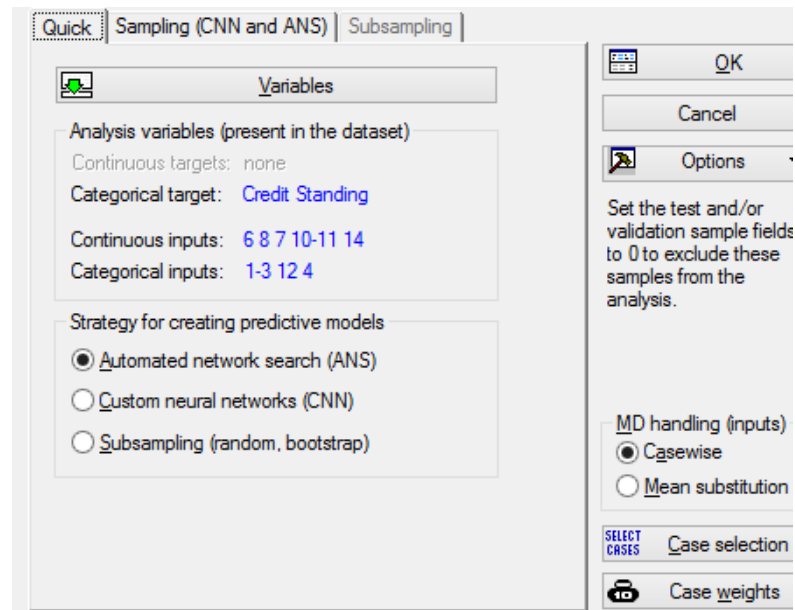 Quick
Sampling (CNN and ANS)
Subsampling
Variables
Analysis variables (present in the dataset)
Continuous targets: none
Categorical target: Credit Standing
Continuous inputs: 6 8 7 10-11 14
Categorical inputs: 1-3 12 4
Strategy for creating predictive models
Automated network search (ANS)
Custom neural networks (CNN)
Subsampling (random, bootstrap)
OK
Cancel
Options
Set the test and/or
validation sample fields
to 0 to exclude these
samples from the
analysis.
MD handling (inputs)
Casewise
Mean substitution
SELECT
CASES
Case selection
Case weights